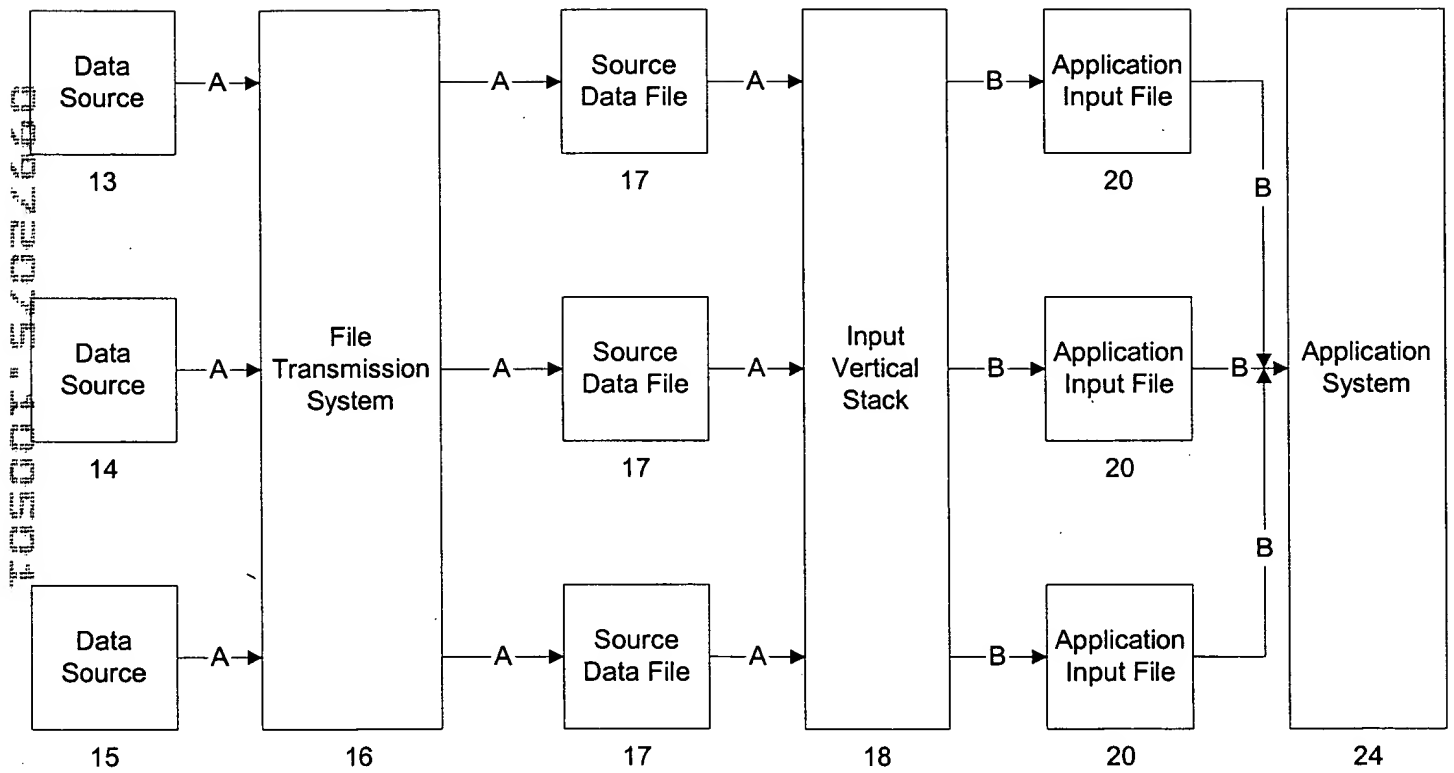 Data
Source
A
A
Source
Data File
A
B
Application
Input File
13
17
20
B
Data
Source
A
File
Transmission
System
A
Source
Data File
A
Input
Vertical
Stack
B
Application
Input File
B
Application
System
14
17
20
B
Data
Source
A
A
Source
Data File
A
B
Application
Input File
15
16
17
18
20
24